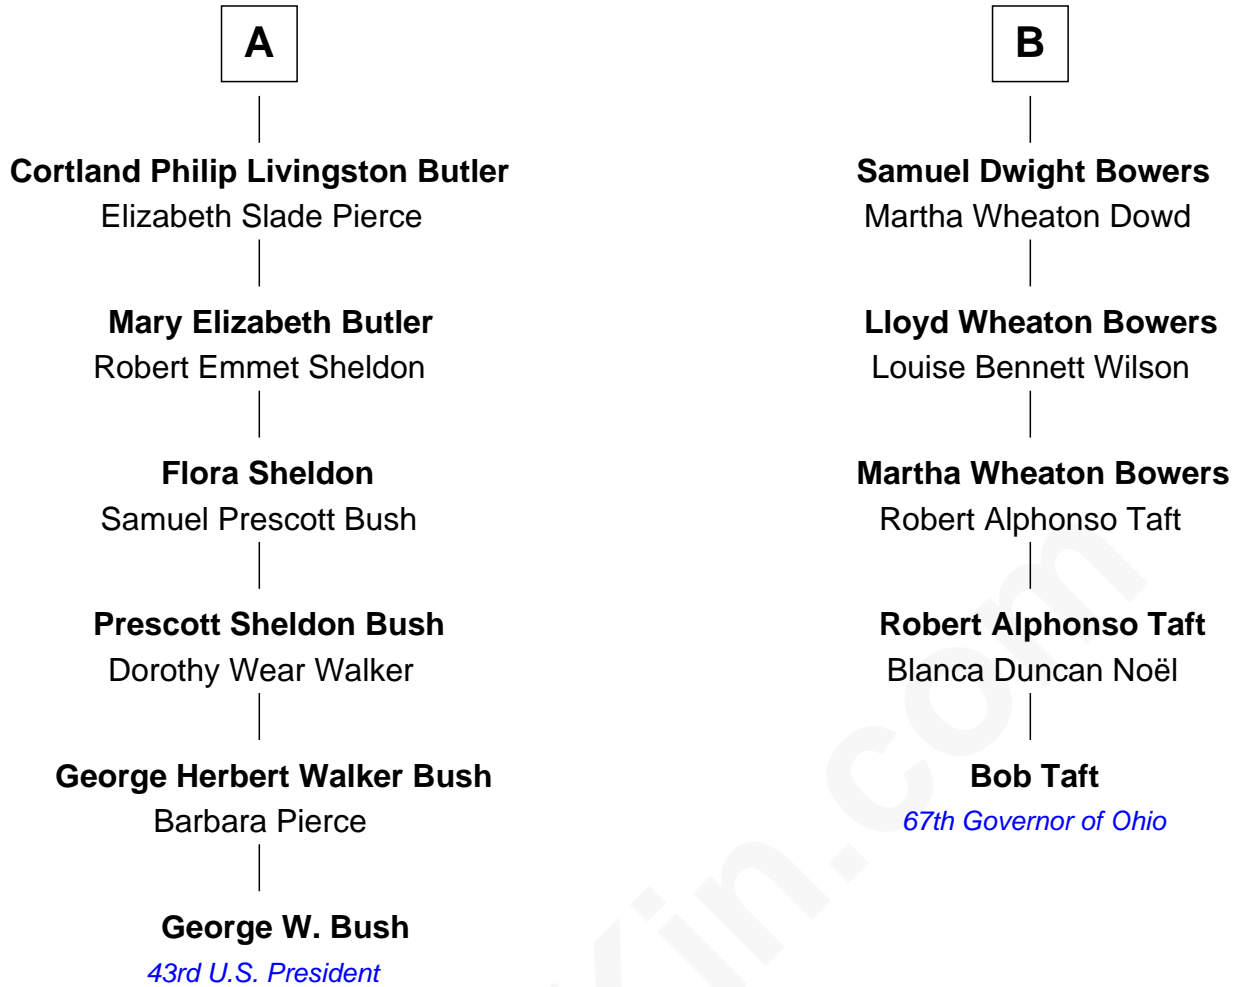 A
Cortland Philip Livingston Butler
Elizabeth Slade Pierce
Mary Elizabeth Butler
Robert Emmet Sheldon
Flora Sheldon
Samuel Prescott Bush
Prescott Sheldon Bush
Dorothy Wear Walker
George Herbert Walker Bush
Barbara Pierce
George W. Bush
43rd U.S. President
B
Samuel Dwight Bowers
Martha Wheaton Dowd
Lloyd Wheaton Bowers
Louise Bennett Wilson
Martha Wheaton Bowers
Robert Alphonso Taft
Robert Alphonso Taft
Blanca Duncan Noël
Bob Taft
67th Governor of Ohio
Kin.com